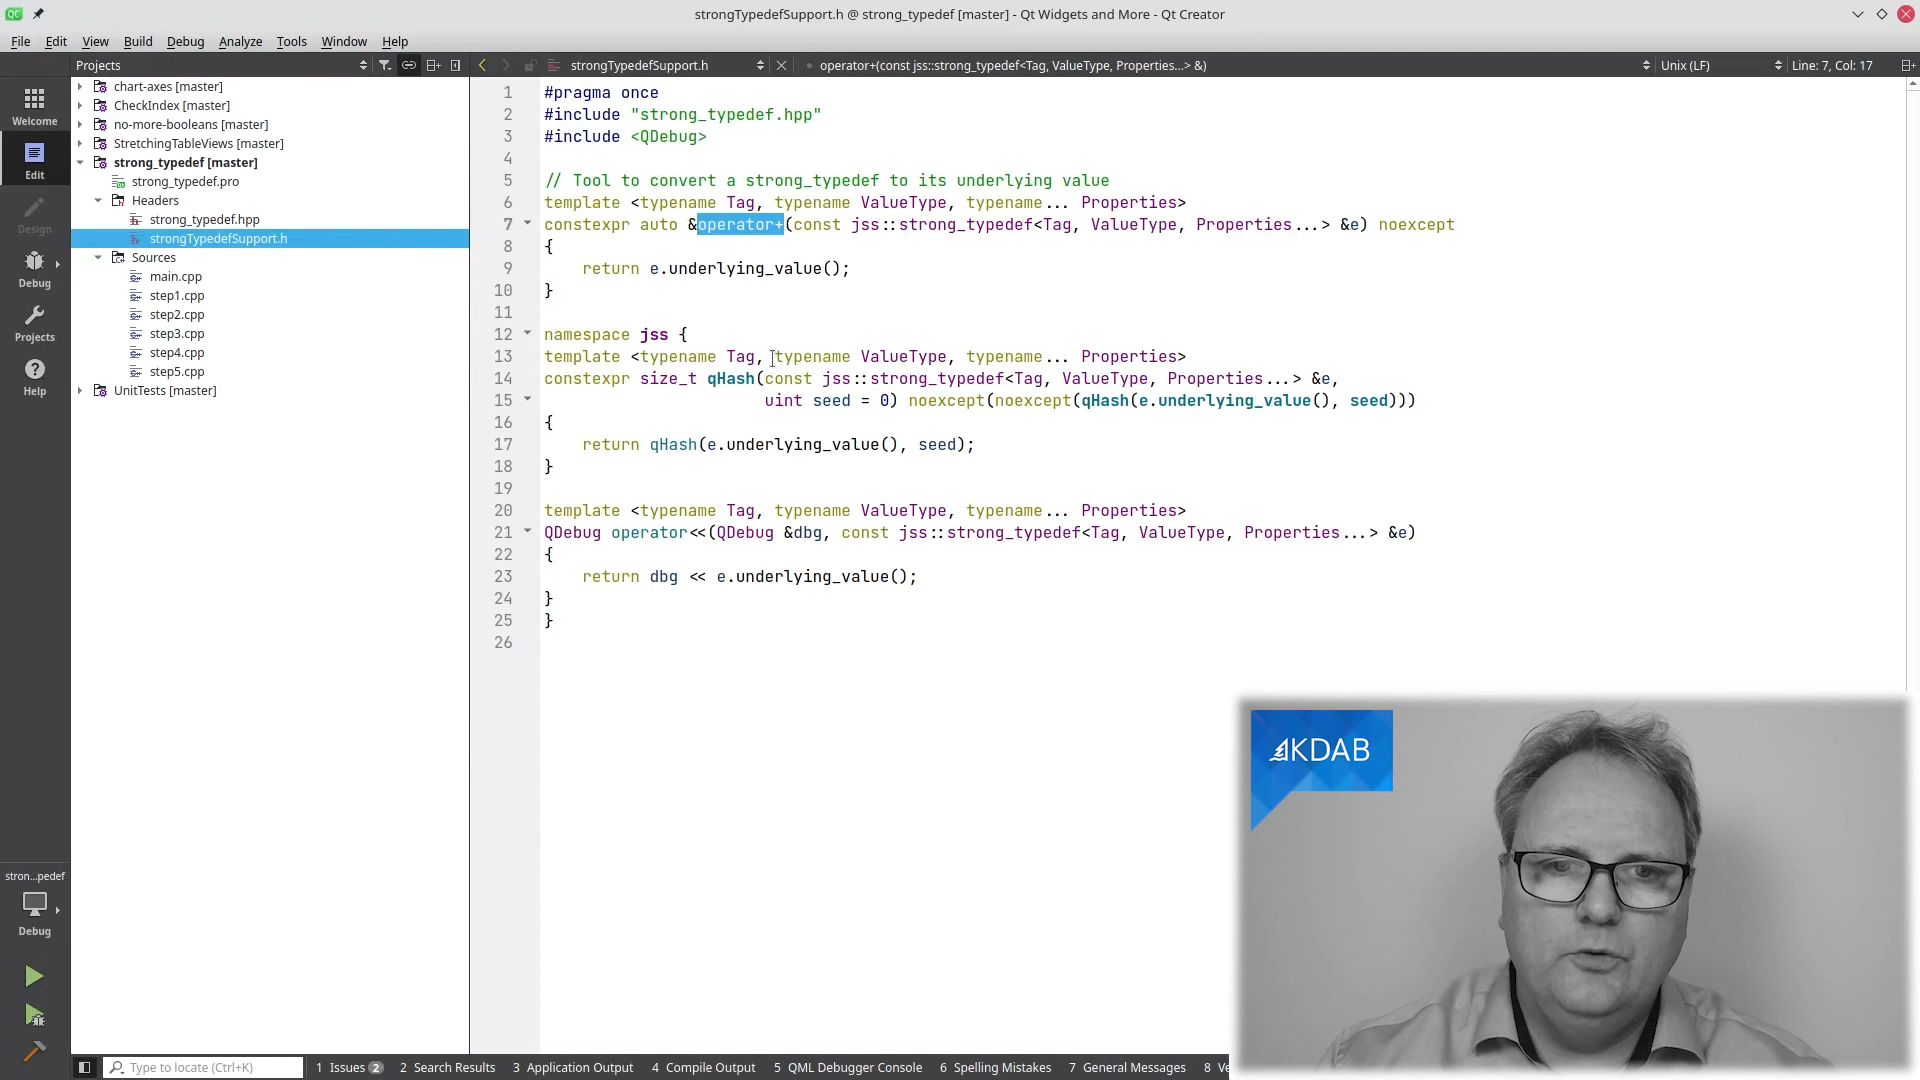 strongTypedefSupport.h @ strong_typedef [master] - Qt Widgets and More - Qt Creator
File Edit View Build Debug Analyze Tools Window Help
Projects
strongTypedefSupport.h
operator+(const jss::strong_typedef<Tag, ValueType, Properties...> &)
Unix (LF)
Line: 7, Col: 17
Welcome
Edit
Design
Debug
Projects
Help
chart-axes [master]
CheckIndex [master]
no-more-booleans [master]
StretchingTableViews [master]
strong_typedef [master]
strong_typedef.pro
Headers
strong_typedef.hpp
strongTypedefSupport.h
Sources
main.cpp
step1.cpp
step2.cpp
step3.cpp
step4.cpp
step5.cpp
UnitTests [master]
1 #pragma once
2 #include "strong_typedef.hpp"
3 #include <QDebug>
4
5 // Tool to convert a strong_typedef to its underlying value
6 template <typename Tag, typename ValueType, typename... Properties>
7 constexpr auto &operator+(const jss::strong_typedef<Tag, ValueType, Properties...> &e) noexcept
8 {
9     return e.underlying_value();
10 }
11
12 namespace jss {
13 template <typename Tag, typename ValueType, typename... Properties>
14 constexpr size_t qHash(const jss::strong_typedef<Tag, ValueType, Properties...> &e,
15                        uint seed = 0) noexcept(noexcept(qHash(e.underlying_value(), seed)))
16 {
17     return qHash(e.underlying_value(), seed);
18 }
19
20 template <typename Tag, typename ValueType, typename... Properties>
21 QDebug operator<<(QDebug &dbg, const jss::strong_typedef<Tag, ValueType, Properties...> &e)
22 {
23     return dbg << e.underlying_value();
24 }
25 }
26
KDAB
stron...pedef
Debug
Type to locate (Ctrl+K)
1 Issues 2
2 Search Results
3 Application Output
4 Compile Output
5 QML Debugger Console
6 Spelling Mistakes
7 General Messages
8 Ve